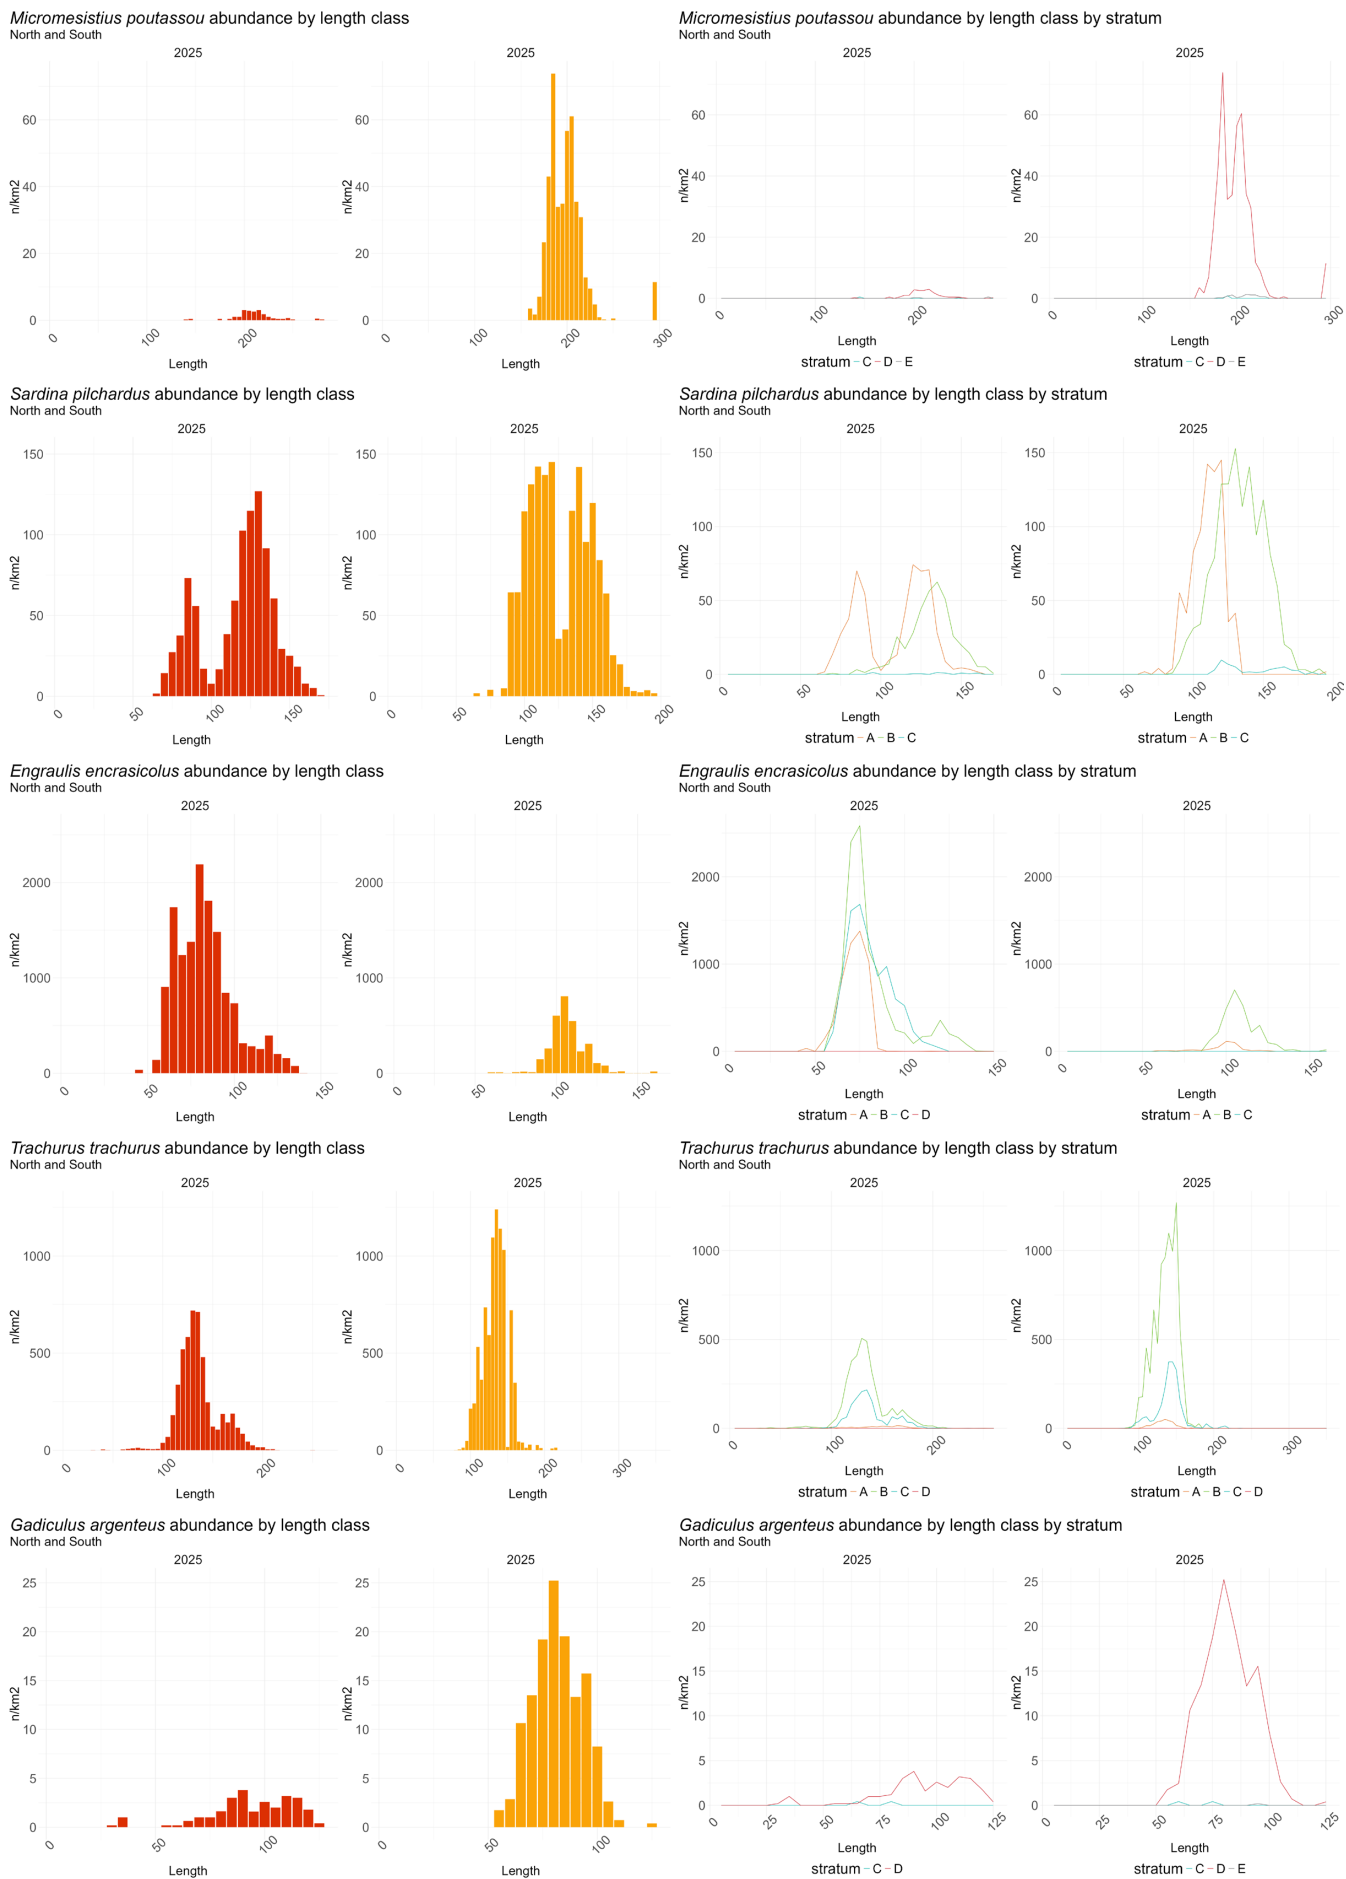 Micromesistius poutassou abundance by length class
North and South
2025
2025
n/km2
60
40
20
0
0
100
200
Length
n/km2
60
40
20
0
100
200
300
Length
Micromesistius poutassou abundance by length class by stratum
North and South
2025
2025
n/km2
60
40
20
0
0
100
200
Length
n/km2
60
40
20
0
0
100
200
300
Length
stratum C D E
stratum C D E
Sardina pilchardus abundance by length class
North and South
2025
2025
n/km2
150
100
50
0
0
50
100
150
Length
n/km2
150
100
50
0
0
50
100
150
200
Length
Sardina pilchardus abundance by length class by stratum
North and South
2025
2025
n/km2
150
100
50
0
0
50
100
150
Length
n/km2
150
100
50
0
0
50
100
150
200
Length
stratum A B C
stratum A B C
Engraulis encrasicolus abundance by length class
North and South
2025
2025
n/km2
2000
1000
0
0
50
100
150
Length
n/km2
2000
1000
0
0
50
100
150
Length
Engraulis encrasicolus abundance by length class by stratum
North and South
2025
2025
n/km2
2000
1000
0
0
50
100
150
Length
n/km2
2000
1000
0
0
50
100
150
Length
stratum A B C D
stratum A B C
Trachurus trachurus abundance by length class
North and South
2025
2025
n/km2
1000
500
0
0
100
200
Length
n/km2
1000
500
0
0
100
200
300
Length
Trachurus trachurus abundance by length class by stratum
North and South
2025
2025
n/km2
1000
500
0
0
100
200
Length
n/km2
1000
500
0
0
100
200
300
Length
stratum A B C D
stratum A B C D
Gadiculus argenteus abundance by length class
North and South
2025
2025
n/km2
25
20
15
10
5
0
0
50
100
Length
n/km2
25
20
15
10
5
0
0
50
100
Length
Gadiculus argenteus abundance by length class by stratum
North and South
2025
2025
n/km2
25
20
15
10
5
0
0
25
50
75
100
125
Length
n/km2
25
20
15
10
5
0
0
25
50
75
100
125
Length
stratum C D
stratum C D E